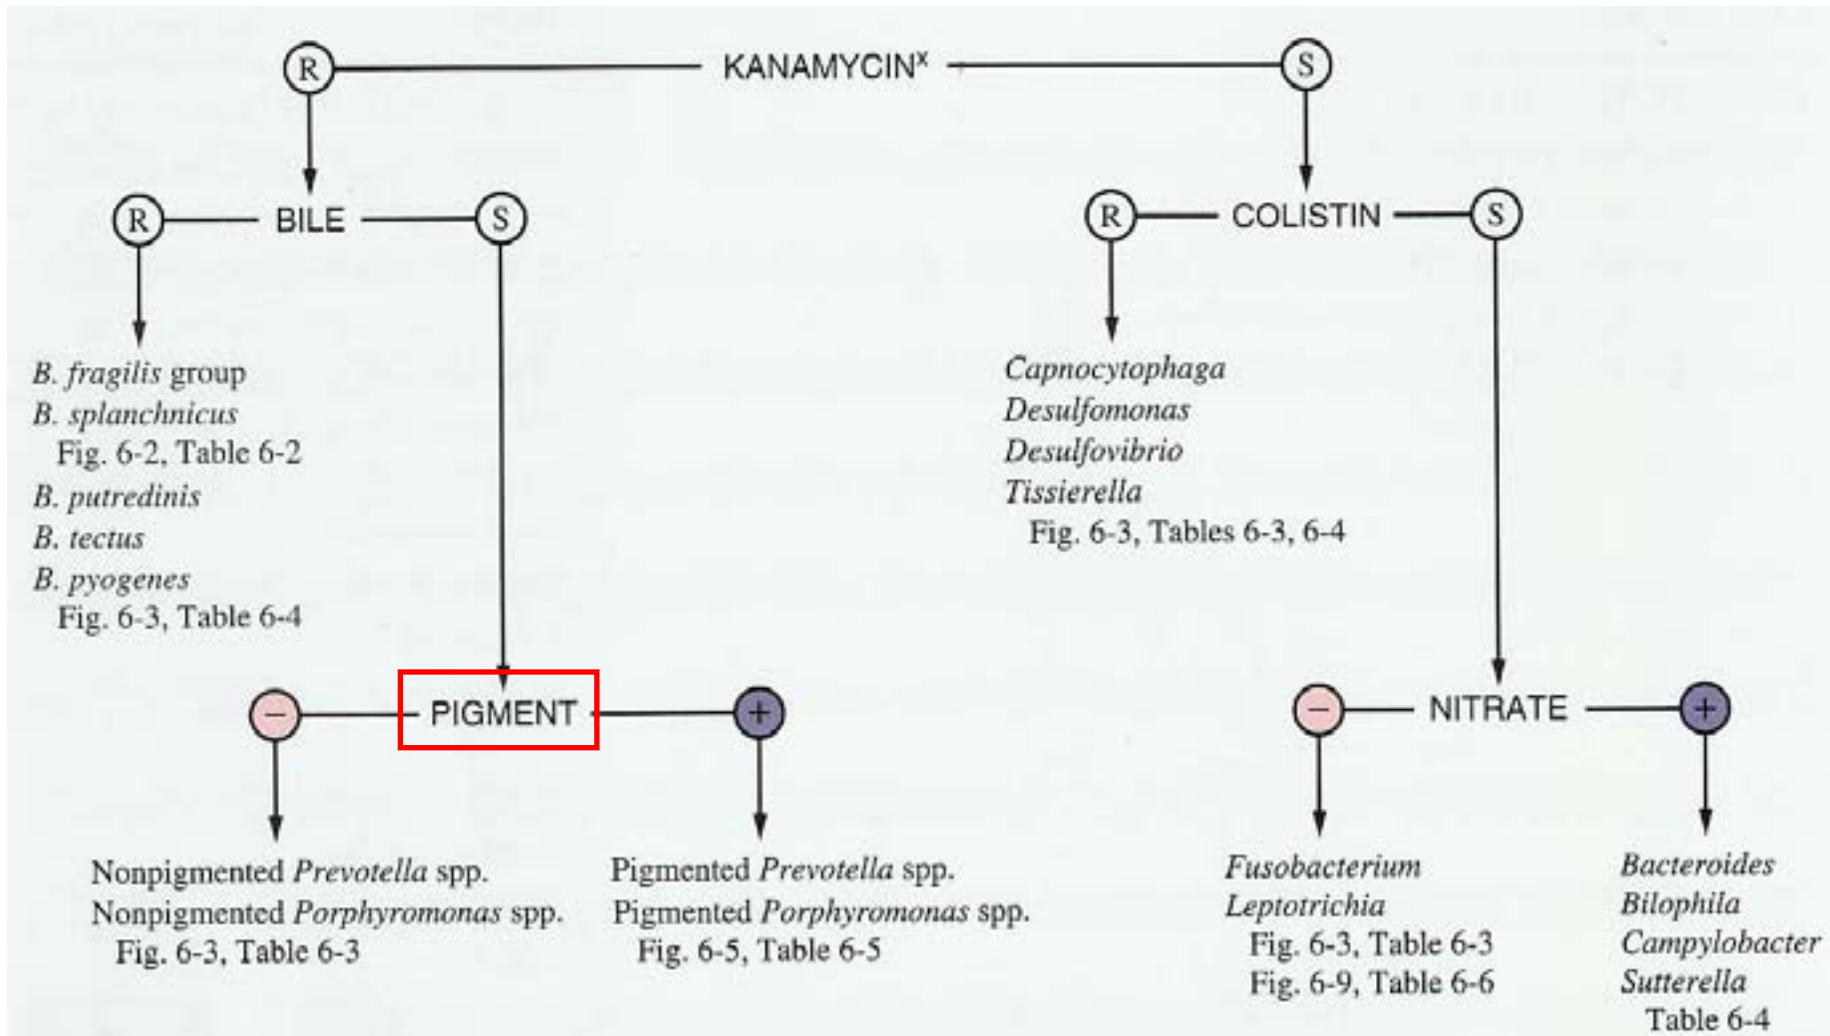 KANAMYCINˣ
R
S
R
BILE
S
R
COLISTIN
S
B. fragilis group
B. splanchnicus
Fig. 6-2, Table 6-2
B. putredinis
B. tectus
B. pyogenes
Fig. 6-3, Table 6-4
Capnocytophaga
Desulfomonas
Desulfovibrio
Tissierella
Fig. 6-3, Tables 6-3, 6-4
−
PIGMENT
+
−
NITRATE
+
Nonpigmented Prevotella spp.
Nonpigmented Porphyromonas spp.
Fig. 6-3, Table 6-3
Pigmented Prevotella spp.
Pigmented Porphyromonas spp.
Fig. 6-5, Table 6-5
Fusobacterium
Leptotrichia
Fig. 6-3, Table 6-3
Fig. 6-9, Table 6-6
Bacteroides
Bilophila
Campylobacter
Sutterella
Table 6-4